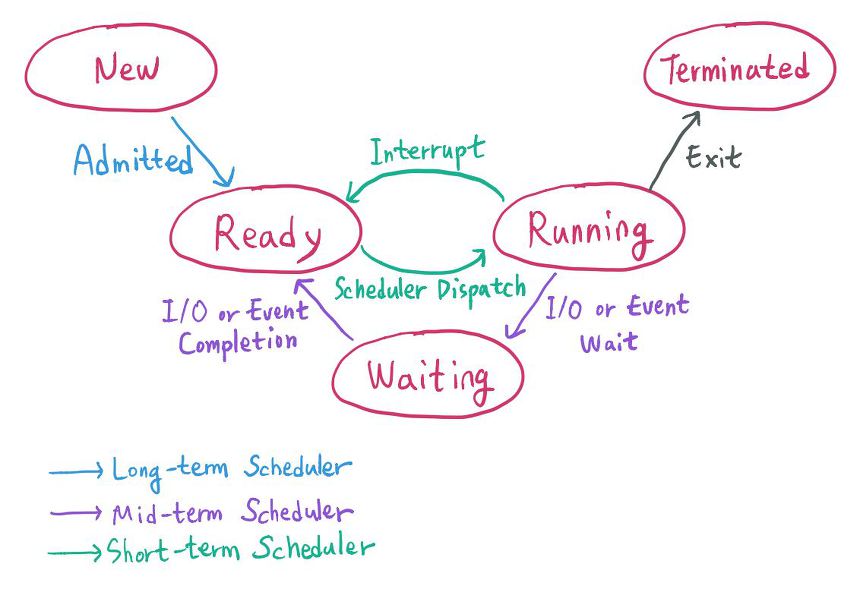 New
Terminated
Admitted
Interrupt
Exit
Ready
Running
Scheduler Dispatch
I/O or Event
Completion
I/O or Event
Wait
Waiting
Long-term Scheduler
Mid-term Scheduler
Short-term Scheduler